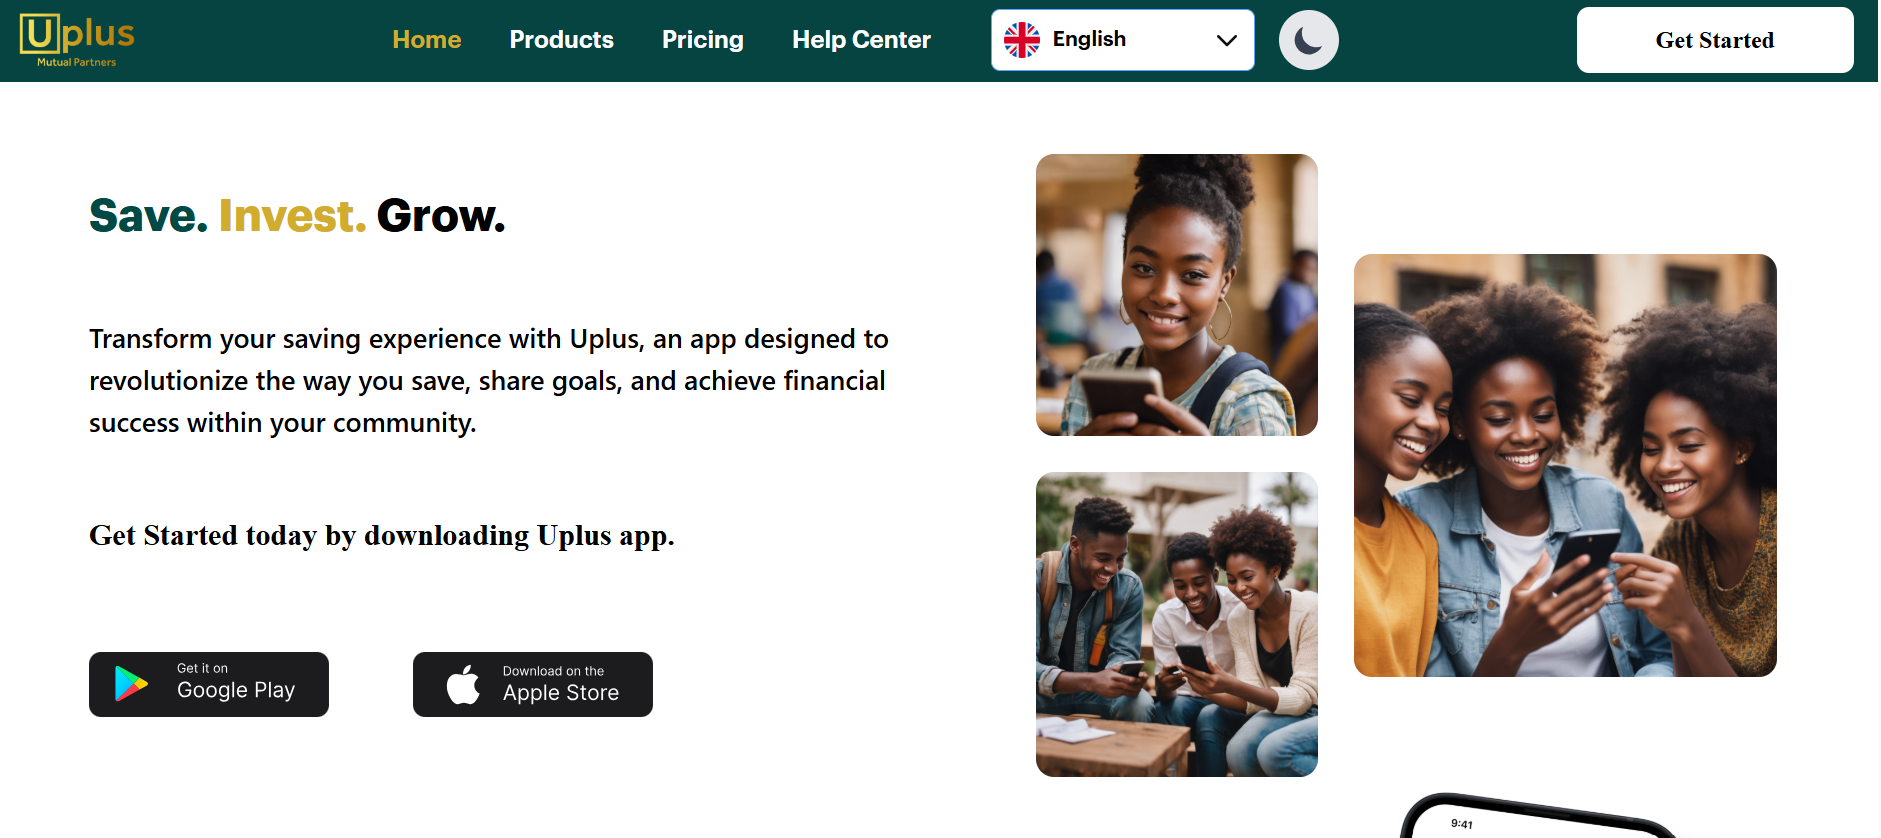 Uplus
Mutual Partners
Home
Products
Pricing
Help Center
English
Get Started
Save. Invest. Grow.
Transform your saving experience with Uplus, an app designed to
revolutionize the way you save, share goals, and achieve financial
success within your community.
Get Started today by downloading Uplus app.
Get it on
Google Play
Download on the
Apple Store
9:41